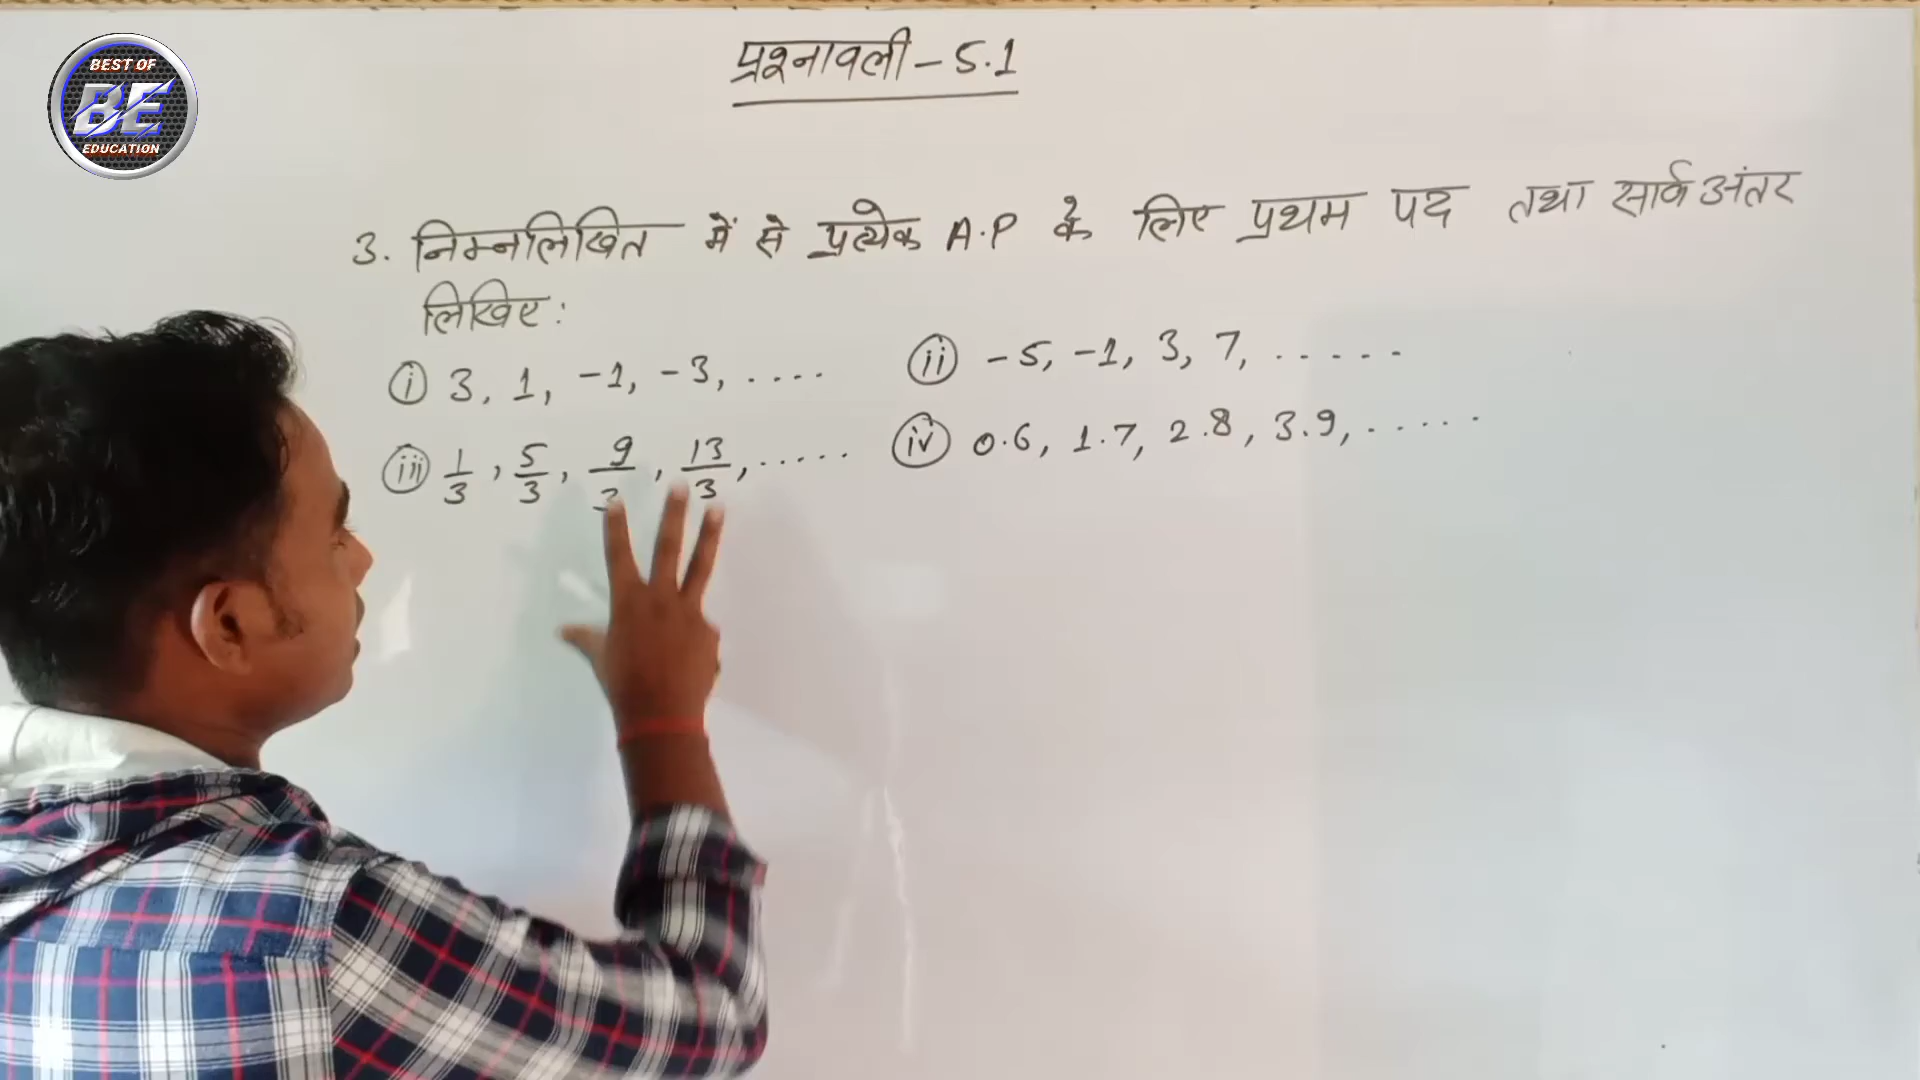 BEST OF
BE
EDUCATION
प्रश्नावली - 5.1
3. निम्नलिखित में से प्रत्येक A.P के लिए प्रथम पद तथा सार्व अंतर
लिखिए :
(i) 3, 1, -1, -3, ....
(ii) -5, -1, 3, 7, ......
(iii) 1/3, 5/3, 9/3, 13/3, .....
(iv) 0.6, 1.7, 2.8, 3.9, .....